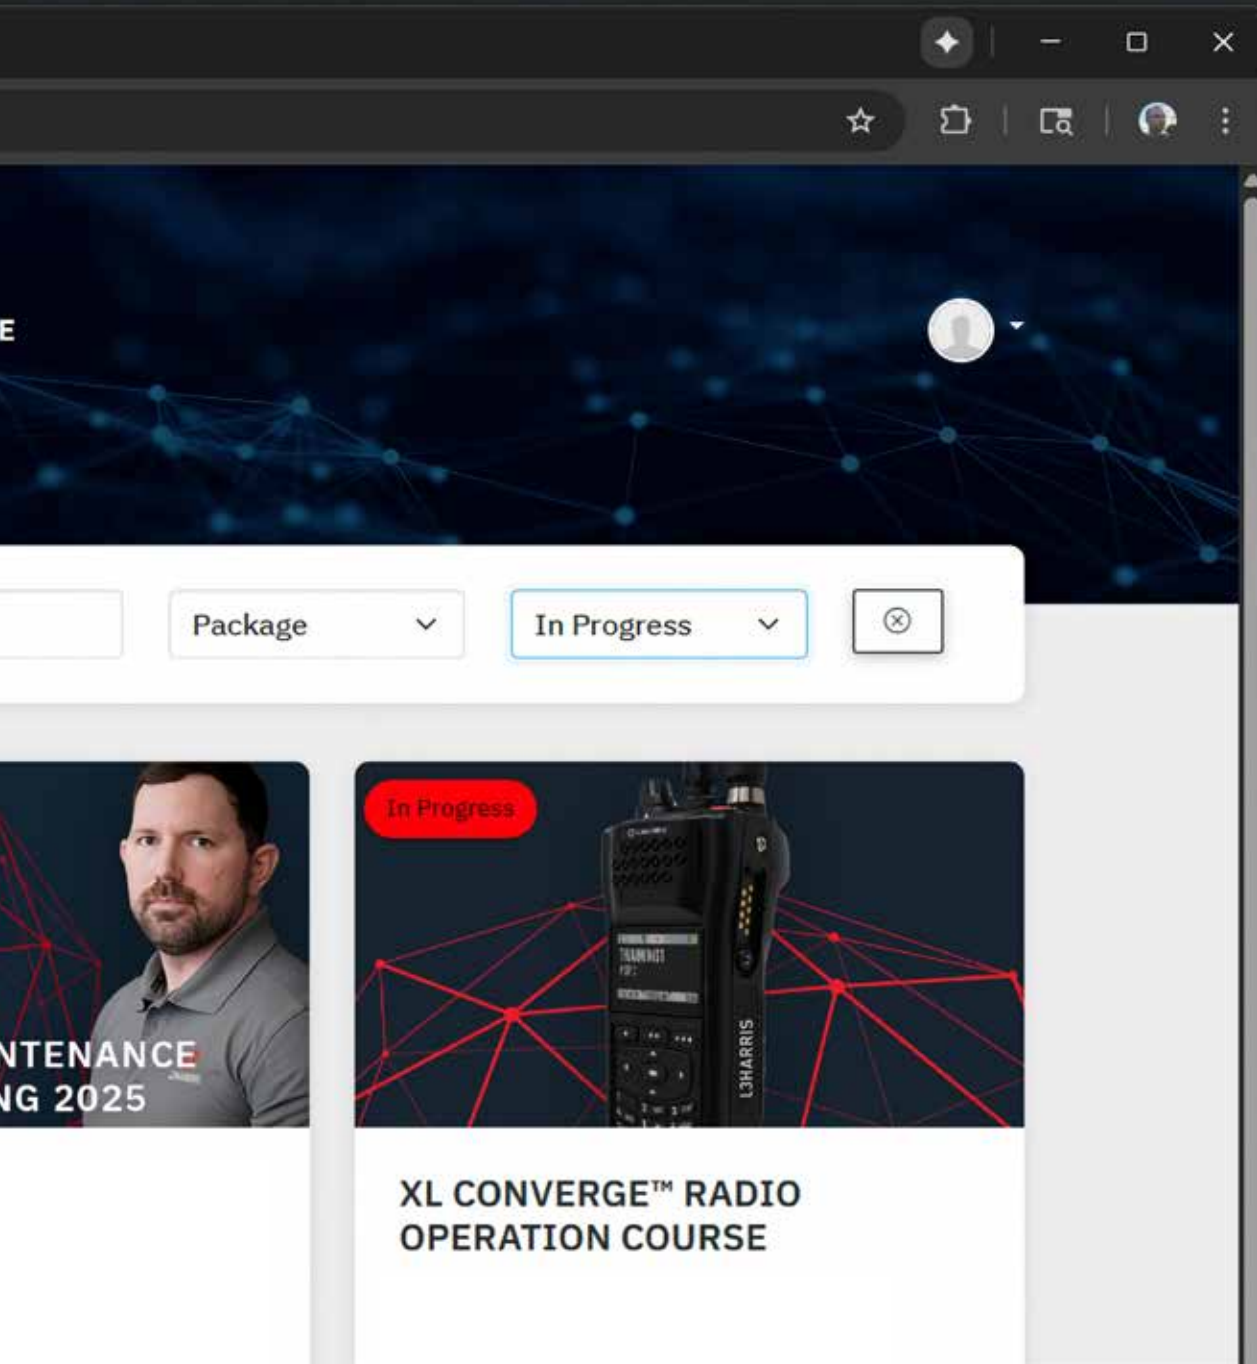 E
Package
In Progress
In Progress
NTENANCE
NG 2025
L3HARRIS
XL CONVERGE™ RADIO
OPERATION COURSE